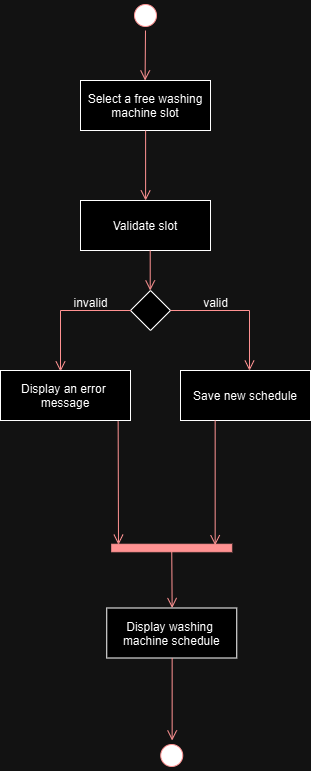 Select a free washing
machine slot
Validate slot
invalid
valid
Display an error
message
Save new schedule
Display washing
machine schedule